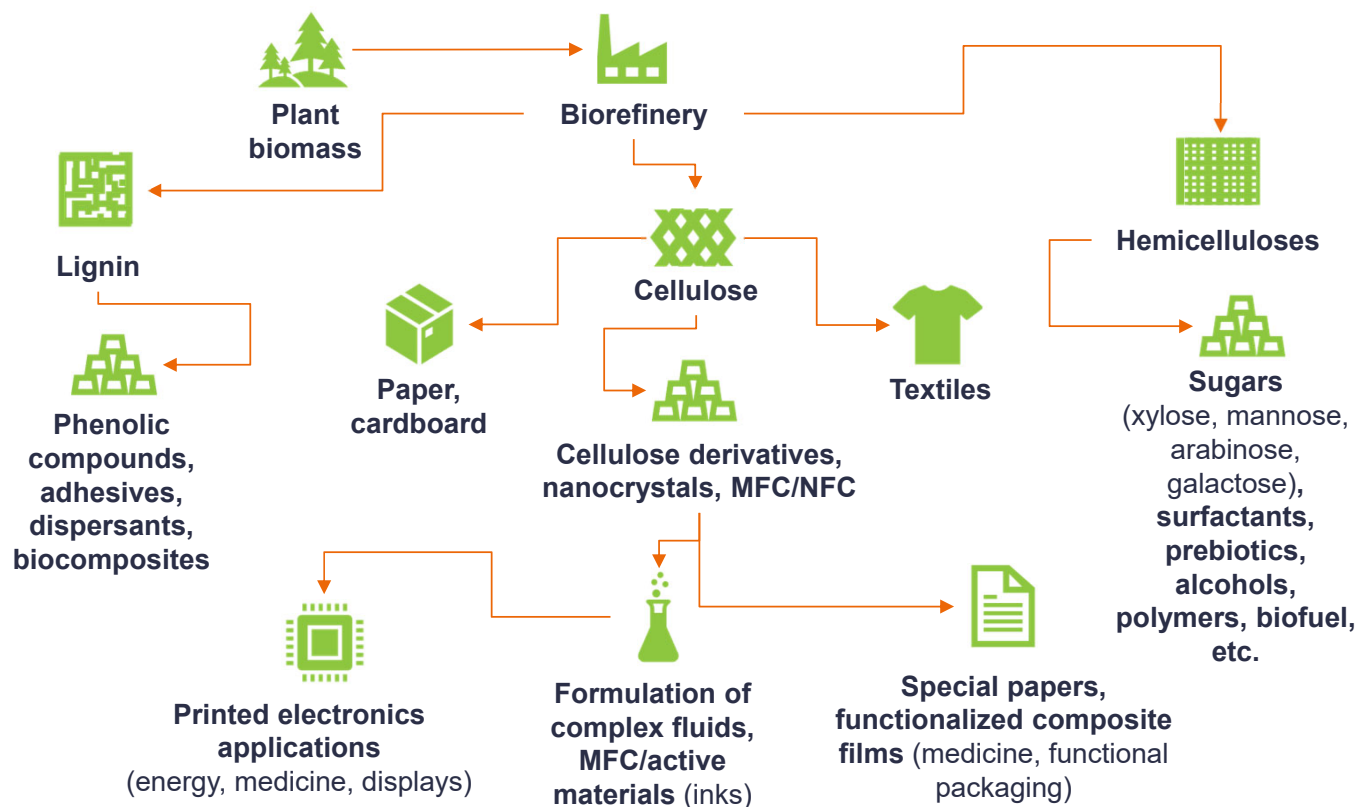 Plant
biomass
Biorefinery
Lignin
Cellulose
Hemicelluloses
Paper,
cardboard
Textiles
Phenolic
compounds,
adhesives,
dispersants,
biocomposites
Cellulose derivatives,
nanocrystals, MFC/NFC
Sugars
(xylose, mannose,
arabinose,
galactose),
surfactants,
prebiotics,
alcohols,
polymers, biofuel,
etc.
Printed electronics
applications
(energy, medicine, displays)
Formulation of
complex fluids,
MFC/active
materials (inks)
Special papers,
functionalized composite
films (medicine, functional
packaging)